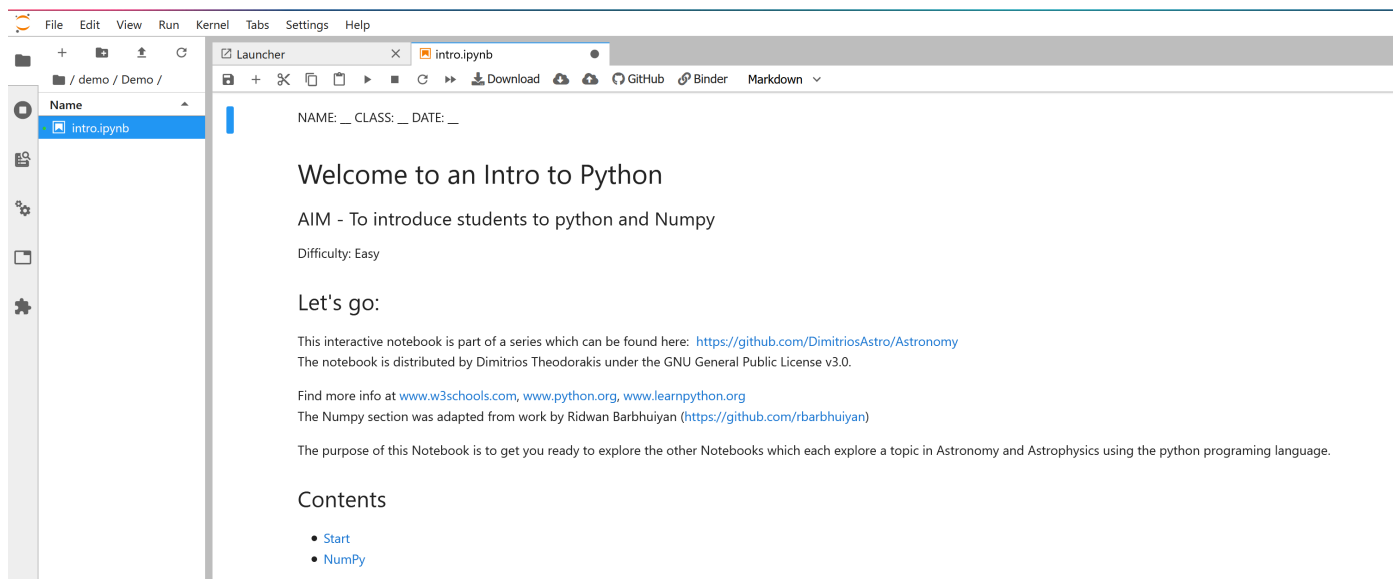 File Edit View Run Kernel Tabs Settings Help
Launcher intro.ipynb
/ demo / Demo /
Download GitHub Binder Markdown
Name
intro.ipynb
NAME: __ CLASS: __ DATE: __
Welcome to an Intro to Python
AIM - To introduce students to python and Numpy
Difficulty: Easy
Let's go:
This interactive notebook is part of a series which can be found here: https://github.com/DimitriosAstro/Astronomy
The notebook is distributed by Dimitrios Theodorakis under the GNU General Public License v3.0.
Find more info at www.w3schools.com, www.python.org, www.learnpython.org
The Numpy section was adapted from work by Ridwan Barbhuiyan (https://github.com/rbarbhuiyan)
The purpose of this Notebook is to get you ready to explore the other Notebooks which each explore a topic in Astronomy and Astrophysics using the python programing language.
Contents
• Start
• NumPy